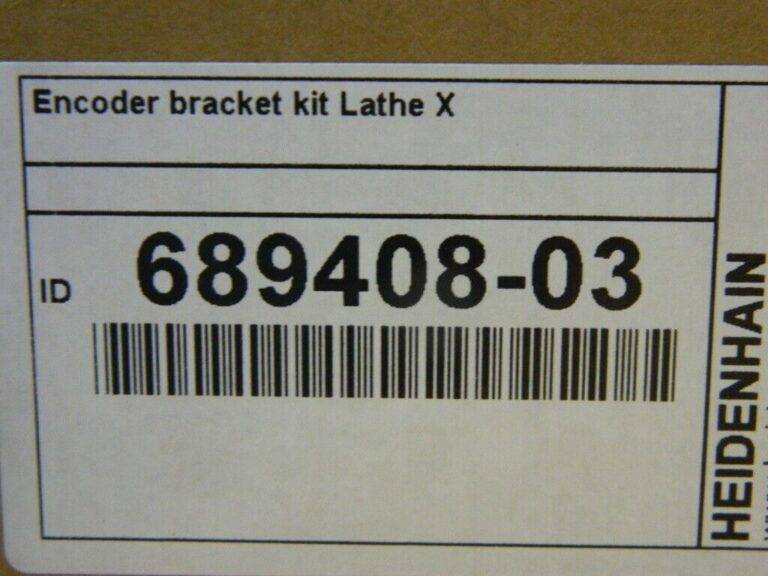 Encoder bracket kit Lathe X
ID 689408-03
HEIDENHAIN